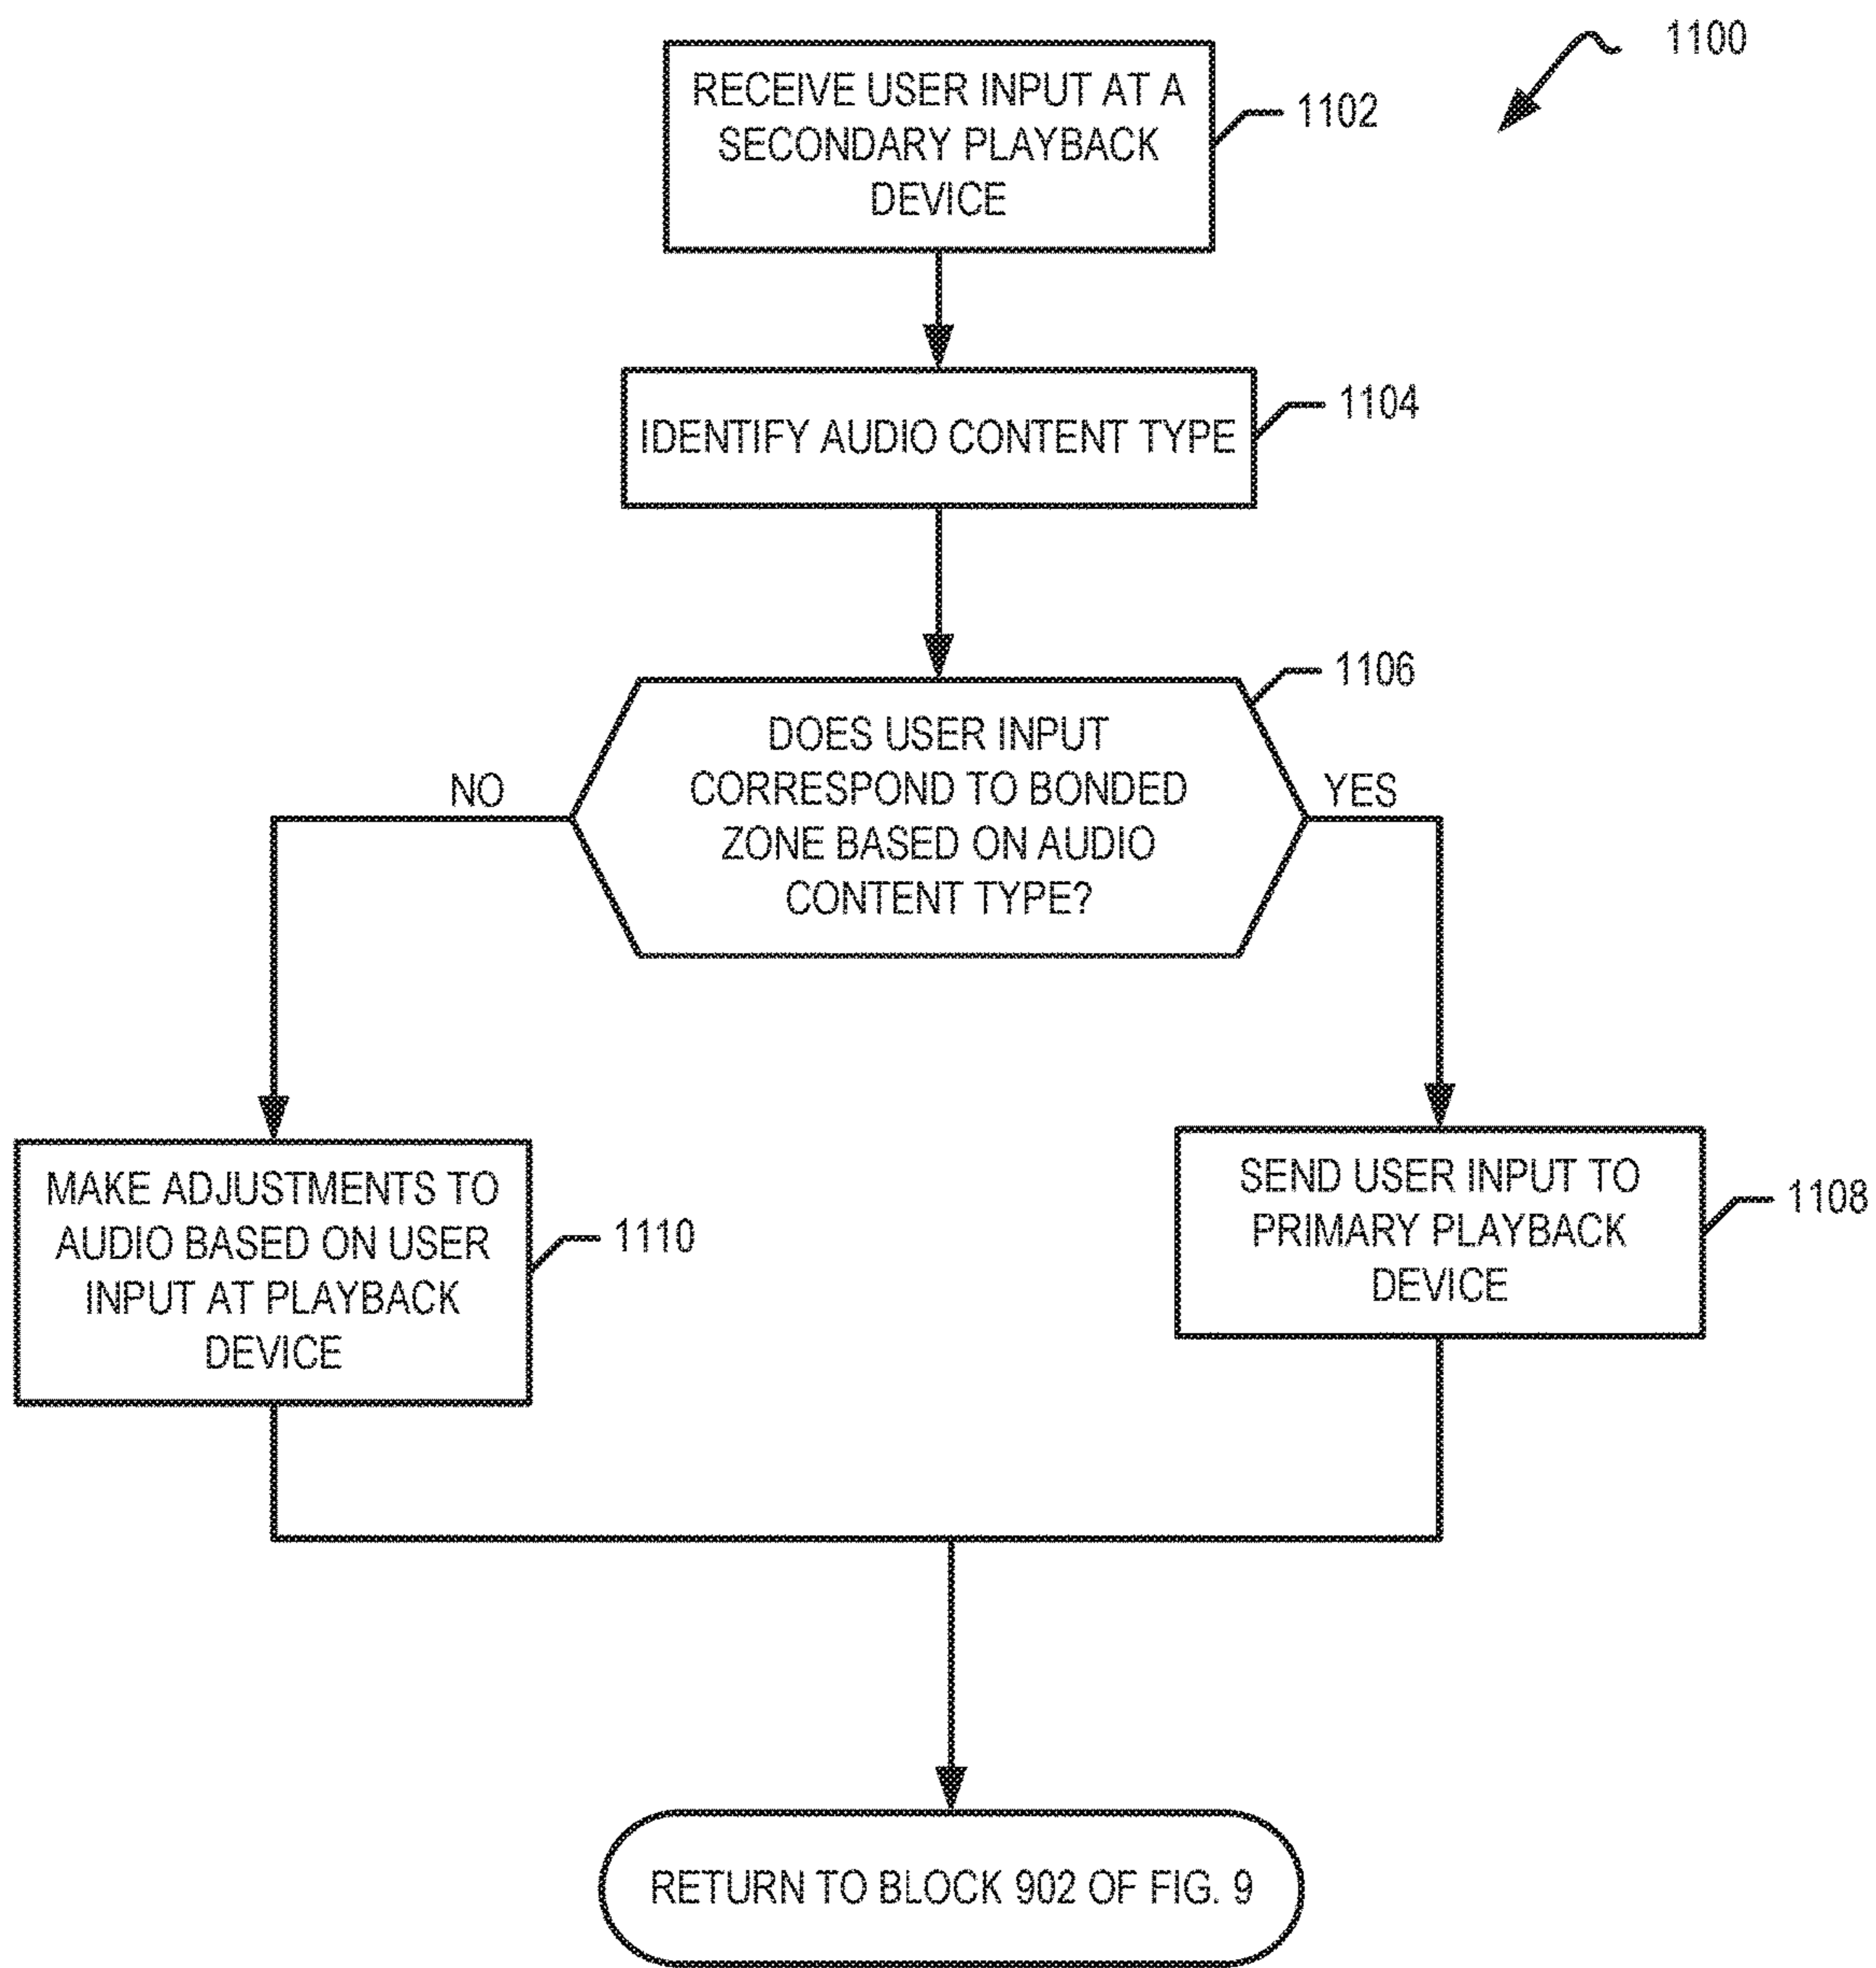 1100
RECEIVE USER INPUT AT A
SECONDARY PLAYBACK
DEVICE
1102
IDENTIFY AUDIO CONTENT TYPE
1104
1106
DOES USER INPUT
CORRESPOND TO BONDED
ZONE BASED ON AUDIO
CONTENT TYPE?
NO
YES
MAKE ADJUSTMENTS TO
AUDIO BASED ON USER
INPUT AT PLAYBACK
DEVICE
1110
SEND USER INPUT TO
PRIMARY PLAYBACK
DEVICE
1108
RETURN TO BLOCK 902 OF FIG. 9